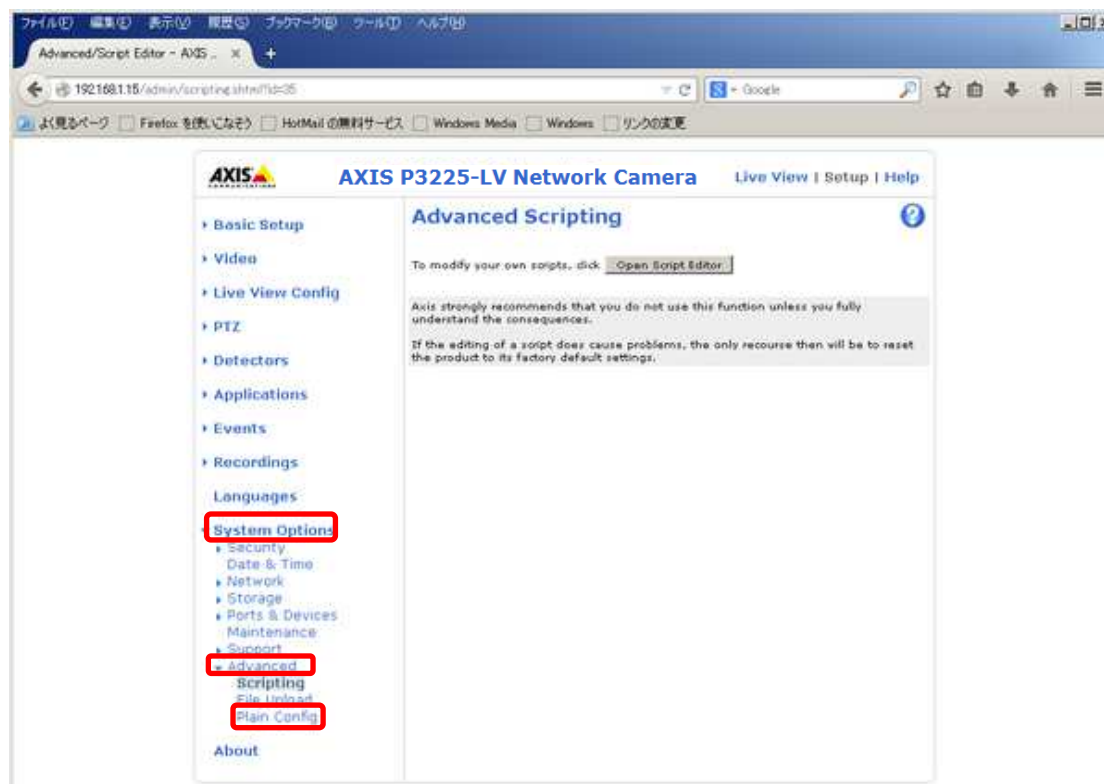 ファイル(F) 編集(E) 表示(V) 履歴(S) ブックマーク(B) ツール(T) ヘルプ(H)
Advanced/Script Editor - AXIS .. × +
192.168.1.15/admin/scripting.shtml?id=35
Google
よく見るページ Firefox を使いこなそう HotMail の無料サービス Windows Media Windows リンクの変更
AXIS
COMMUNICATIONS
AXIS P3225-LV Network Camera
Live View | Setup | Help
Basic Setup
Video
Live View Config
PTZ
Detectors
Applications
Events
Recordings
Languages
System Options
Security
Date & Time
Network
Storage
Ports & Devices
Maintenance
Support
Advanced
Scripting
File Upload
Plain Config
About
Advanced Scripting
?
To modify your own scripts, click Open Script Editor
Axis strongly recommends that you do not use this function unless you fully
understand the consequences.
If the editing of a script does cause problems, the only recourse then will be to reset
the product to its factory default settings.